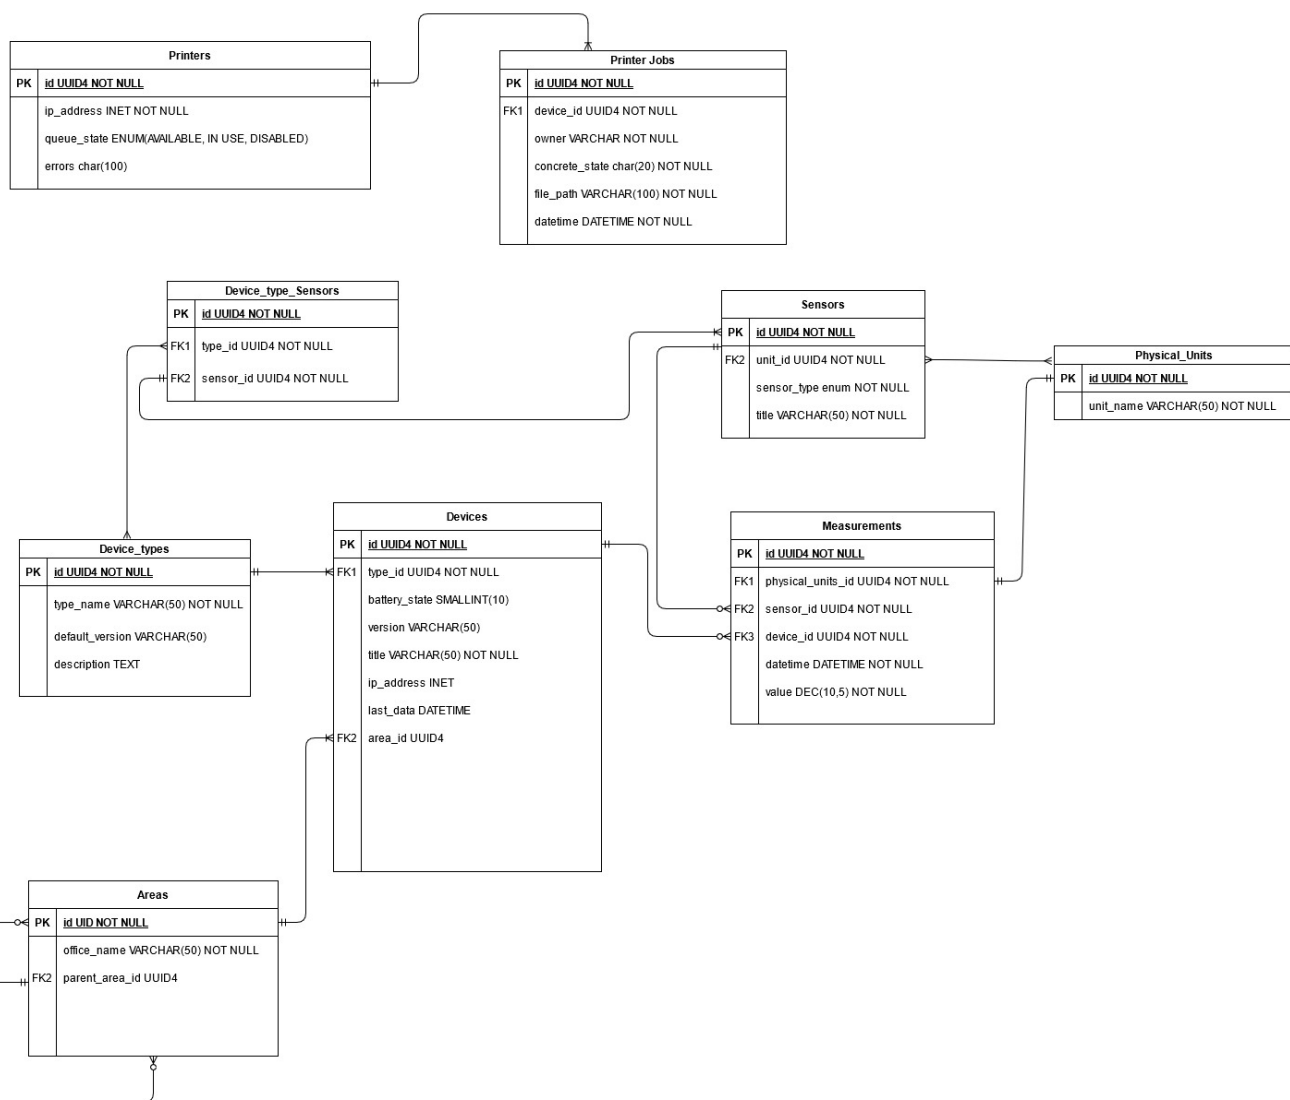 Printers
PK id UUID4 NOT NULL
ip_address INET NOT NULL
queue_state ENUM(AVAILABLE, IN USE, DISABLED)
errors char(100)
Printer Jobs
PK id UUID4 NOT NULL
FK1 device_id UUID4 NOT NULL
owner VARCHAR NOT NULL
concrete_state char(20) NOT NULL
file_path VARCHAR(100) NOT NULL
datetime DATETIME NOT NULL
Device_type_Sensors
PK id UUID4 NOT NULL
FK1 type_id UUID4 NOT NULL
FK2 sensor_id UUID4 NOT NULL
Sensors
PK id UUID4 NOT NULL
FK2 unit_id UUID4 NOT NULL
sensor_type enum NOT NULL
title VARCHAR(50) NOT NULL
Physical_Units
PK id UUID4 NOT NULL
unit_name VARCHAR(50) NOT NULL
Device_types
PK id UUID4 NOT NULL
type_name VARCHAR(50) NOT NULL
default_version VARCHAR(50)
description TEXT
Devices
PK id UUID4 NOT NULL
FK1 type_id UUID4 NOT NULL
battery_state SMALLINT(10)
version VARCHAR(50)
title VARCHAR(50) NOT NULL
ip_address INET
last_data DATETIME
FK2 area_id UUID4
Measurements
PK id UUID4 NOT NULL
FK1 physical_units_id UUID4 NOT NULL
FK2 sensor_id UUID4 NOT NULL
FK3 device_id UUID4 NOT NULL
datetime DATETIME NOT NULL
value DEC(10,5) NOT NULL
Areas
PK id UID NOT NULL
office_name VARCHAR(50) NOT NULL
FK2 parent_area_id UUID4